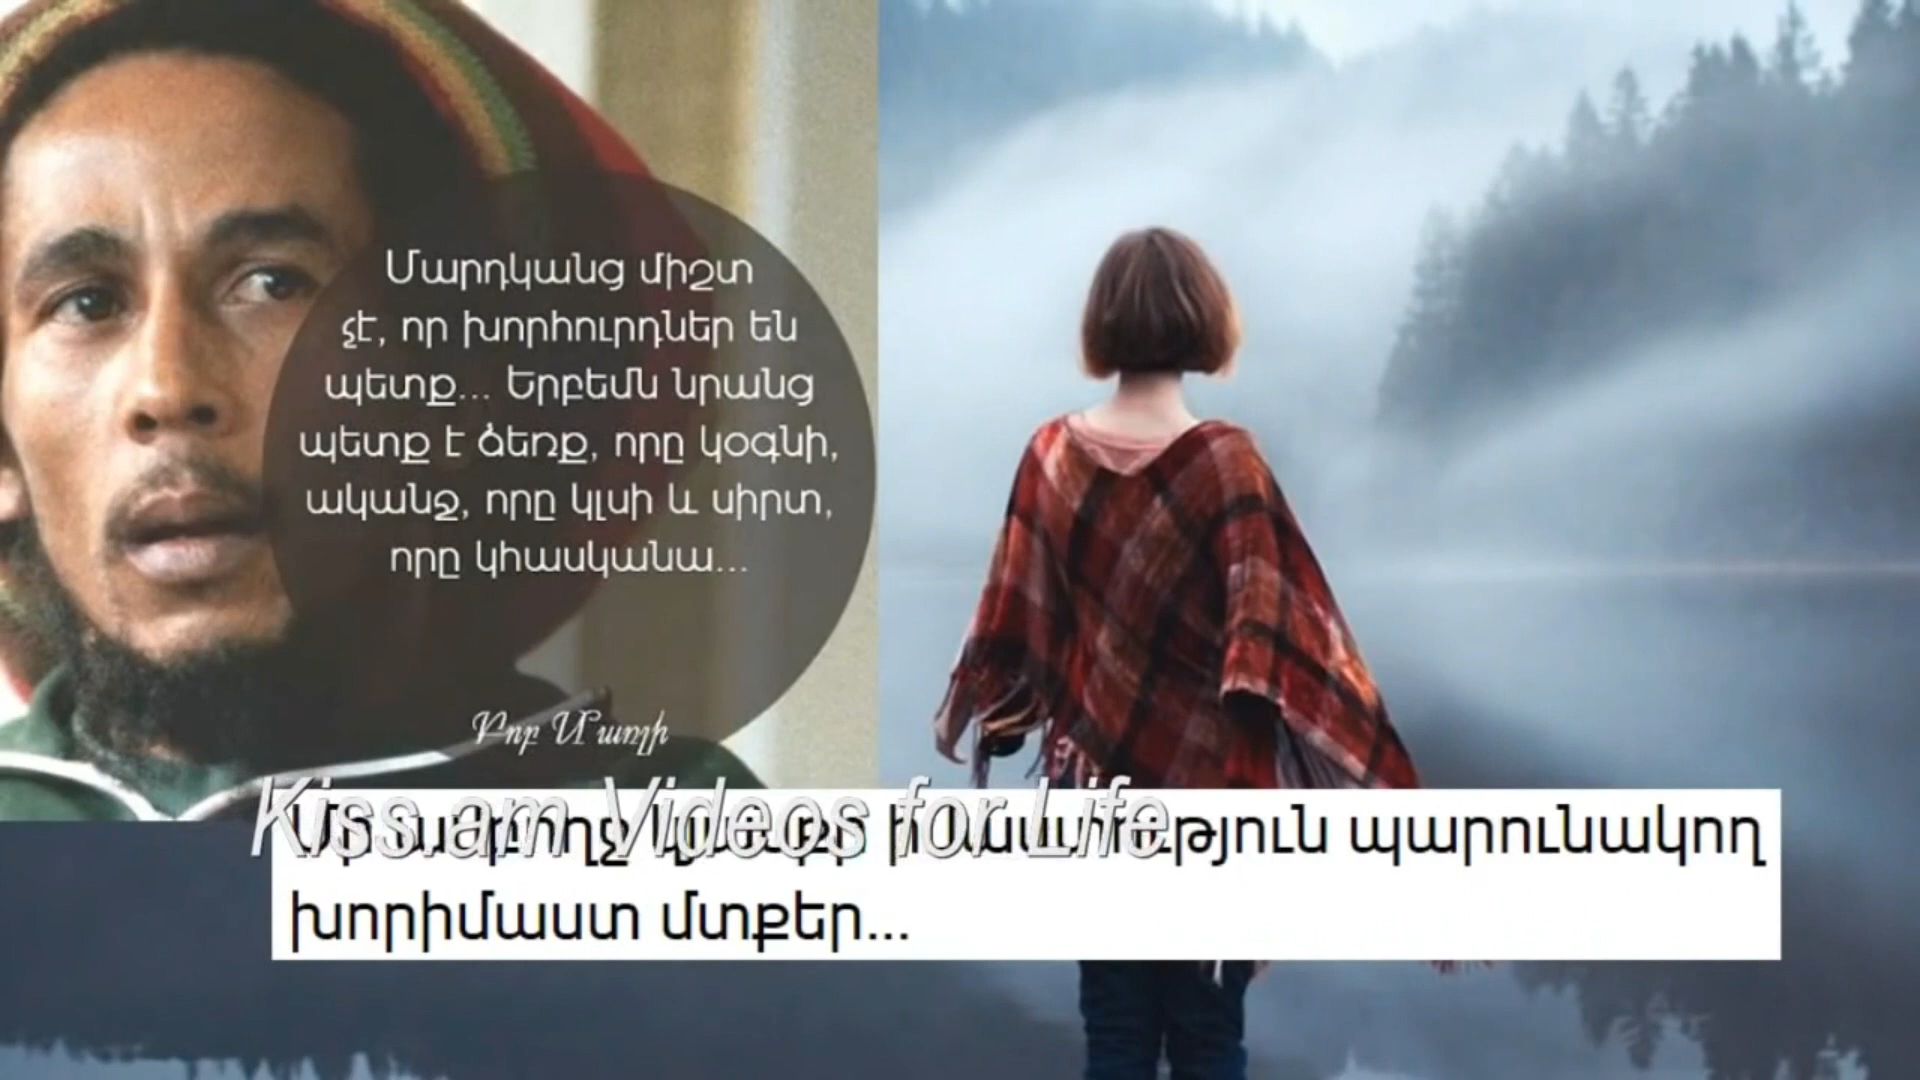 Մարդկանց միշտ
չէ, որ խորհուրդներ են
պետք... Երբեմն նրանց
պետք է ձեռք, որը կօգնի,
ականջ, որը կլսի և սիրտ,
որը կհասկանա...
Բոբ Մառլի
Kiss.am Videos for Life
պարունակող
խորիմաստ մտքեր...